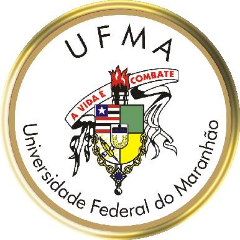 UFMA
A VIDA É COMBATE
Universidade Federal do Maranhão